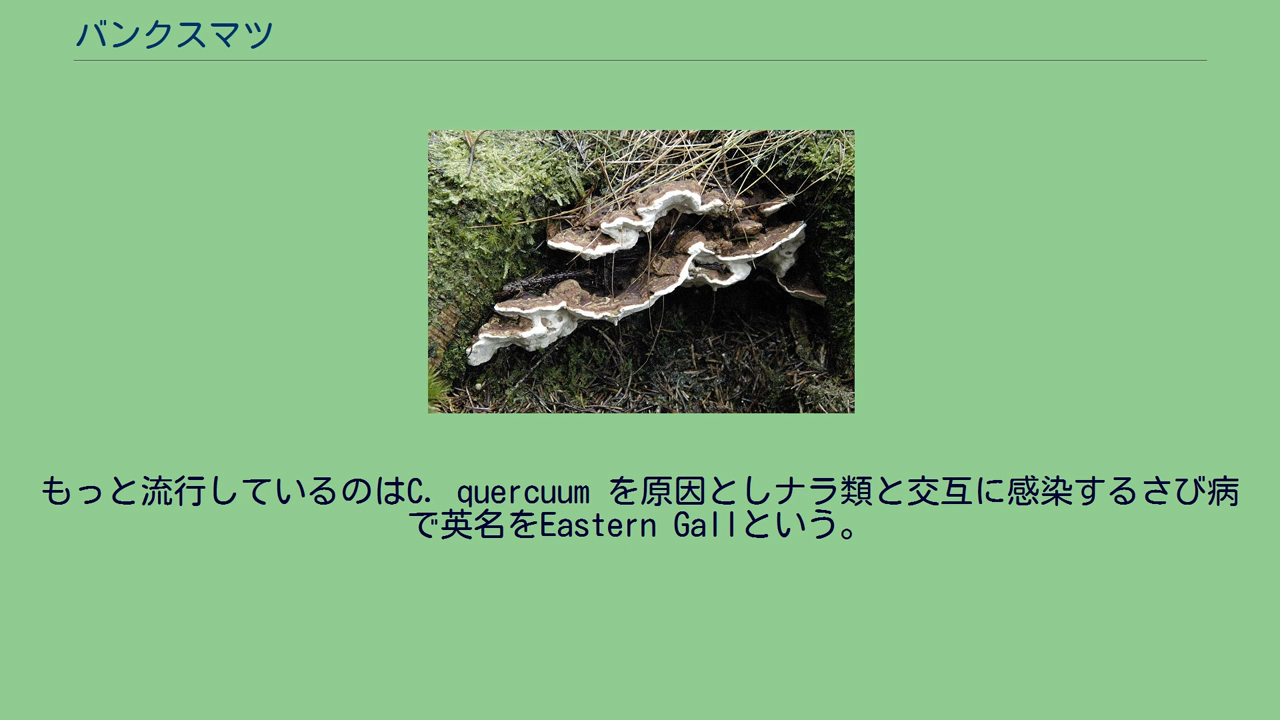 バンクスマツ
もっと流行しているのはC. quercuum を原因としナラ類と交互に感染するさび病
で英名をEastern Gallという。